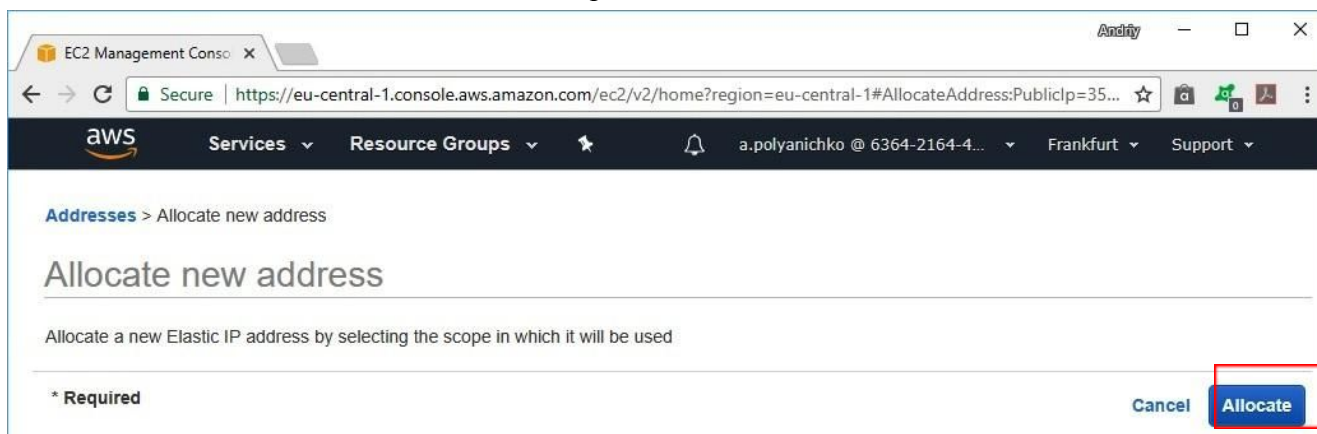 Andriy
EC2 Management Conso
Secure | https://eu-central-1.console.aws.amazon.com/ec2/v2/home?region=eu-central-1#AllocateAddress:PublicIp=35...
0
aws Services Resource Groups a.polyanichko @ 6364-2164-4... Frankfurt Support
Addresses > Allocate new address
Allocate new address
Allocate a new Elastic IP address by selecting the scope in which it will be used
* Required Cancel Allocate